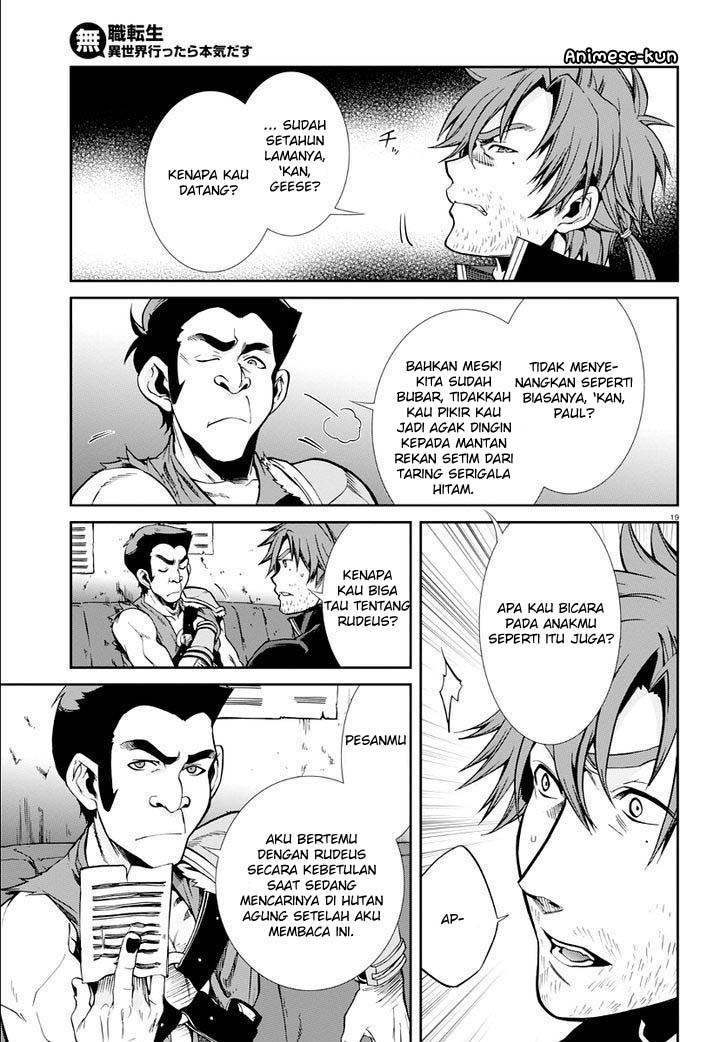 無職転生
異世界行ったら本気だす
Animesc-kun
... SUDAH
SETAHUN
LAMANYA,
'KAN,
GEESE?
KENAPA KAU
DATANG?
チッ
TIDAK MENYE-
NANGKAN SEPERTI
BIASANYA, 'KAN,
PAUL?
BAHKAN MESKI
KITA SUDAH
BUBAR, TIDAKKAH
KAU PIKIR KAU
JADI AGAK DINGIN
KEPADA MANTAN
REKAN SETIM DARI
TARING SERIGALA
HITAM.
19
APA KAU BICARA
PADA ANAKMU
SEPERTI ITU JUGA?
AP-
KENAPA
KAU BISA
TAU TENTANG
RUDEUS?
PESANMU
AKU BERTEMU
DENGAN RUDEUS
SECARA KEBETULAN
SAAT SEDANG
MENCARINYA DI HUTAN
AGUNG SETELAH AKU
MEMBACA INI.